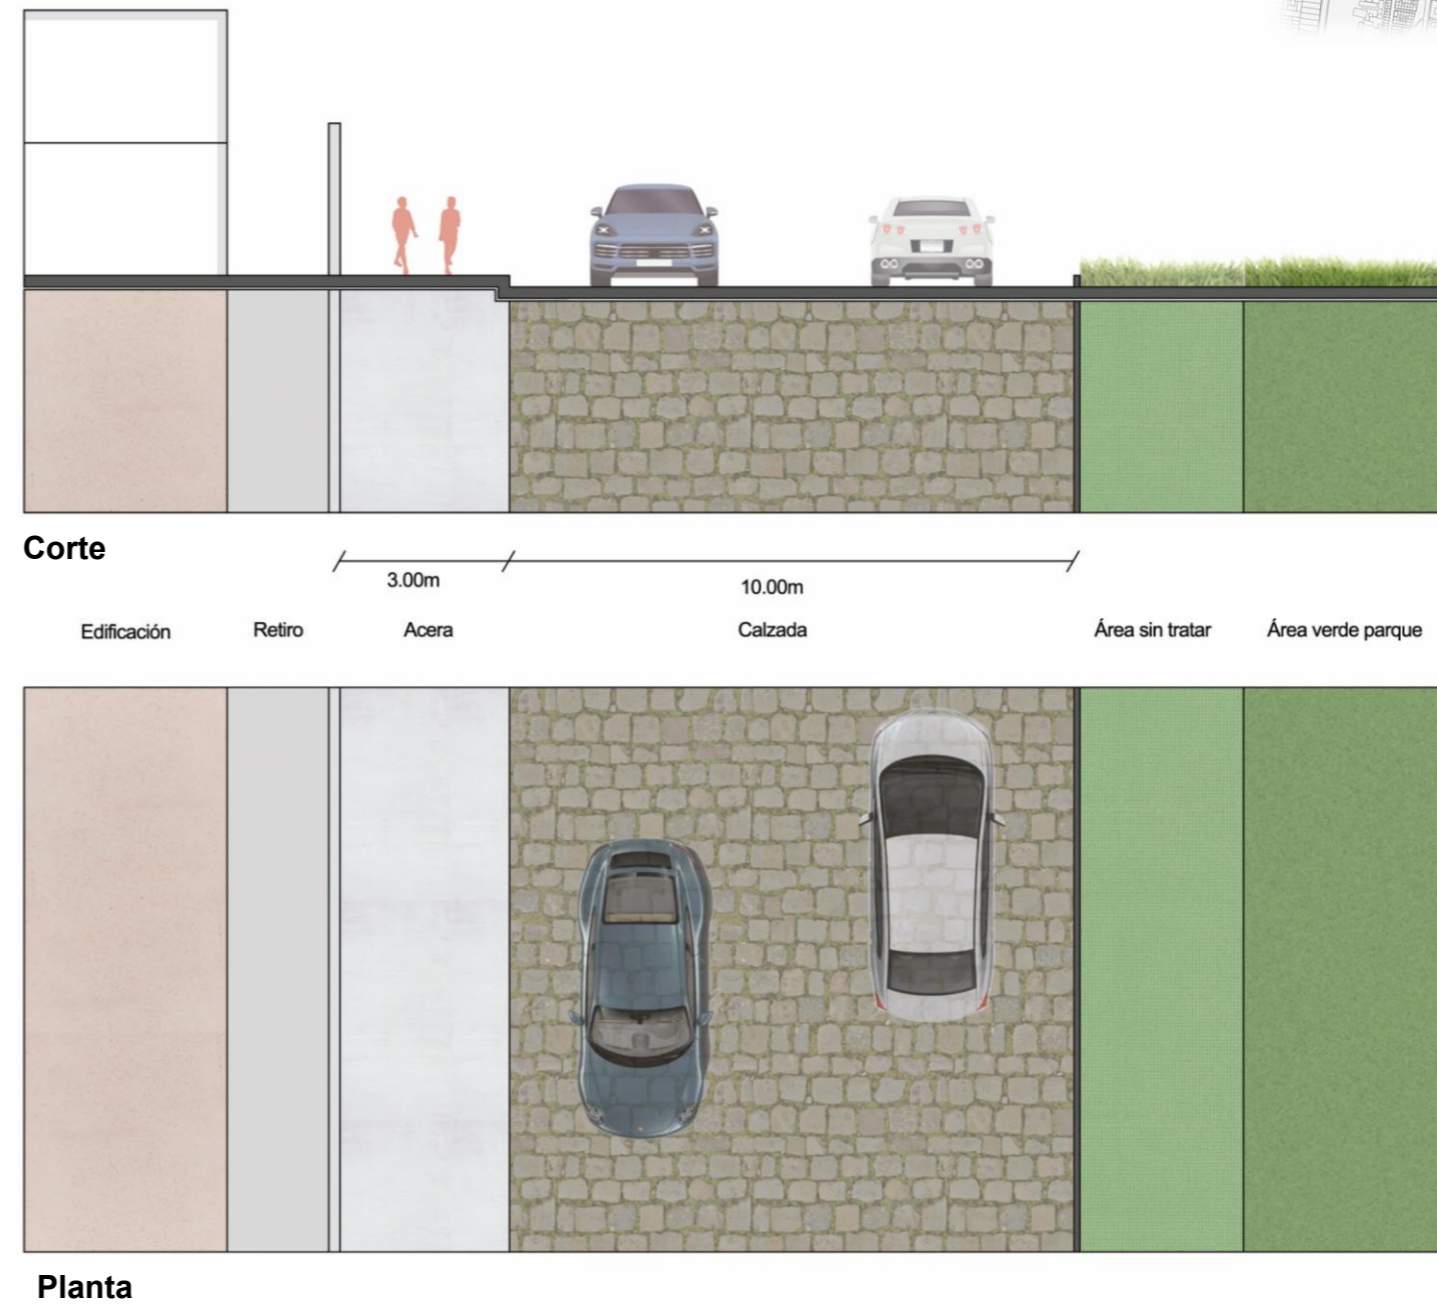 Corte
3.00m
10.00m
Edificación
Retiro
Acera
Calzada
Área sin tratar
Área verde parque
Planta